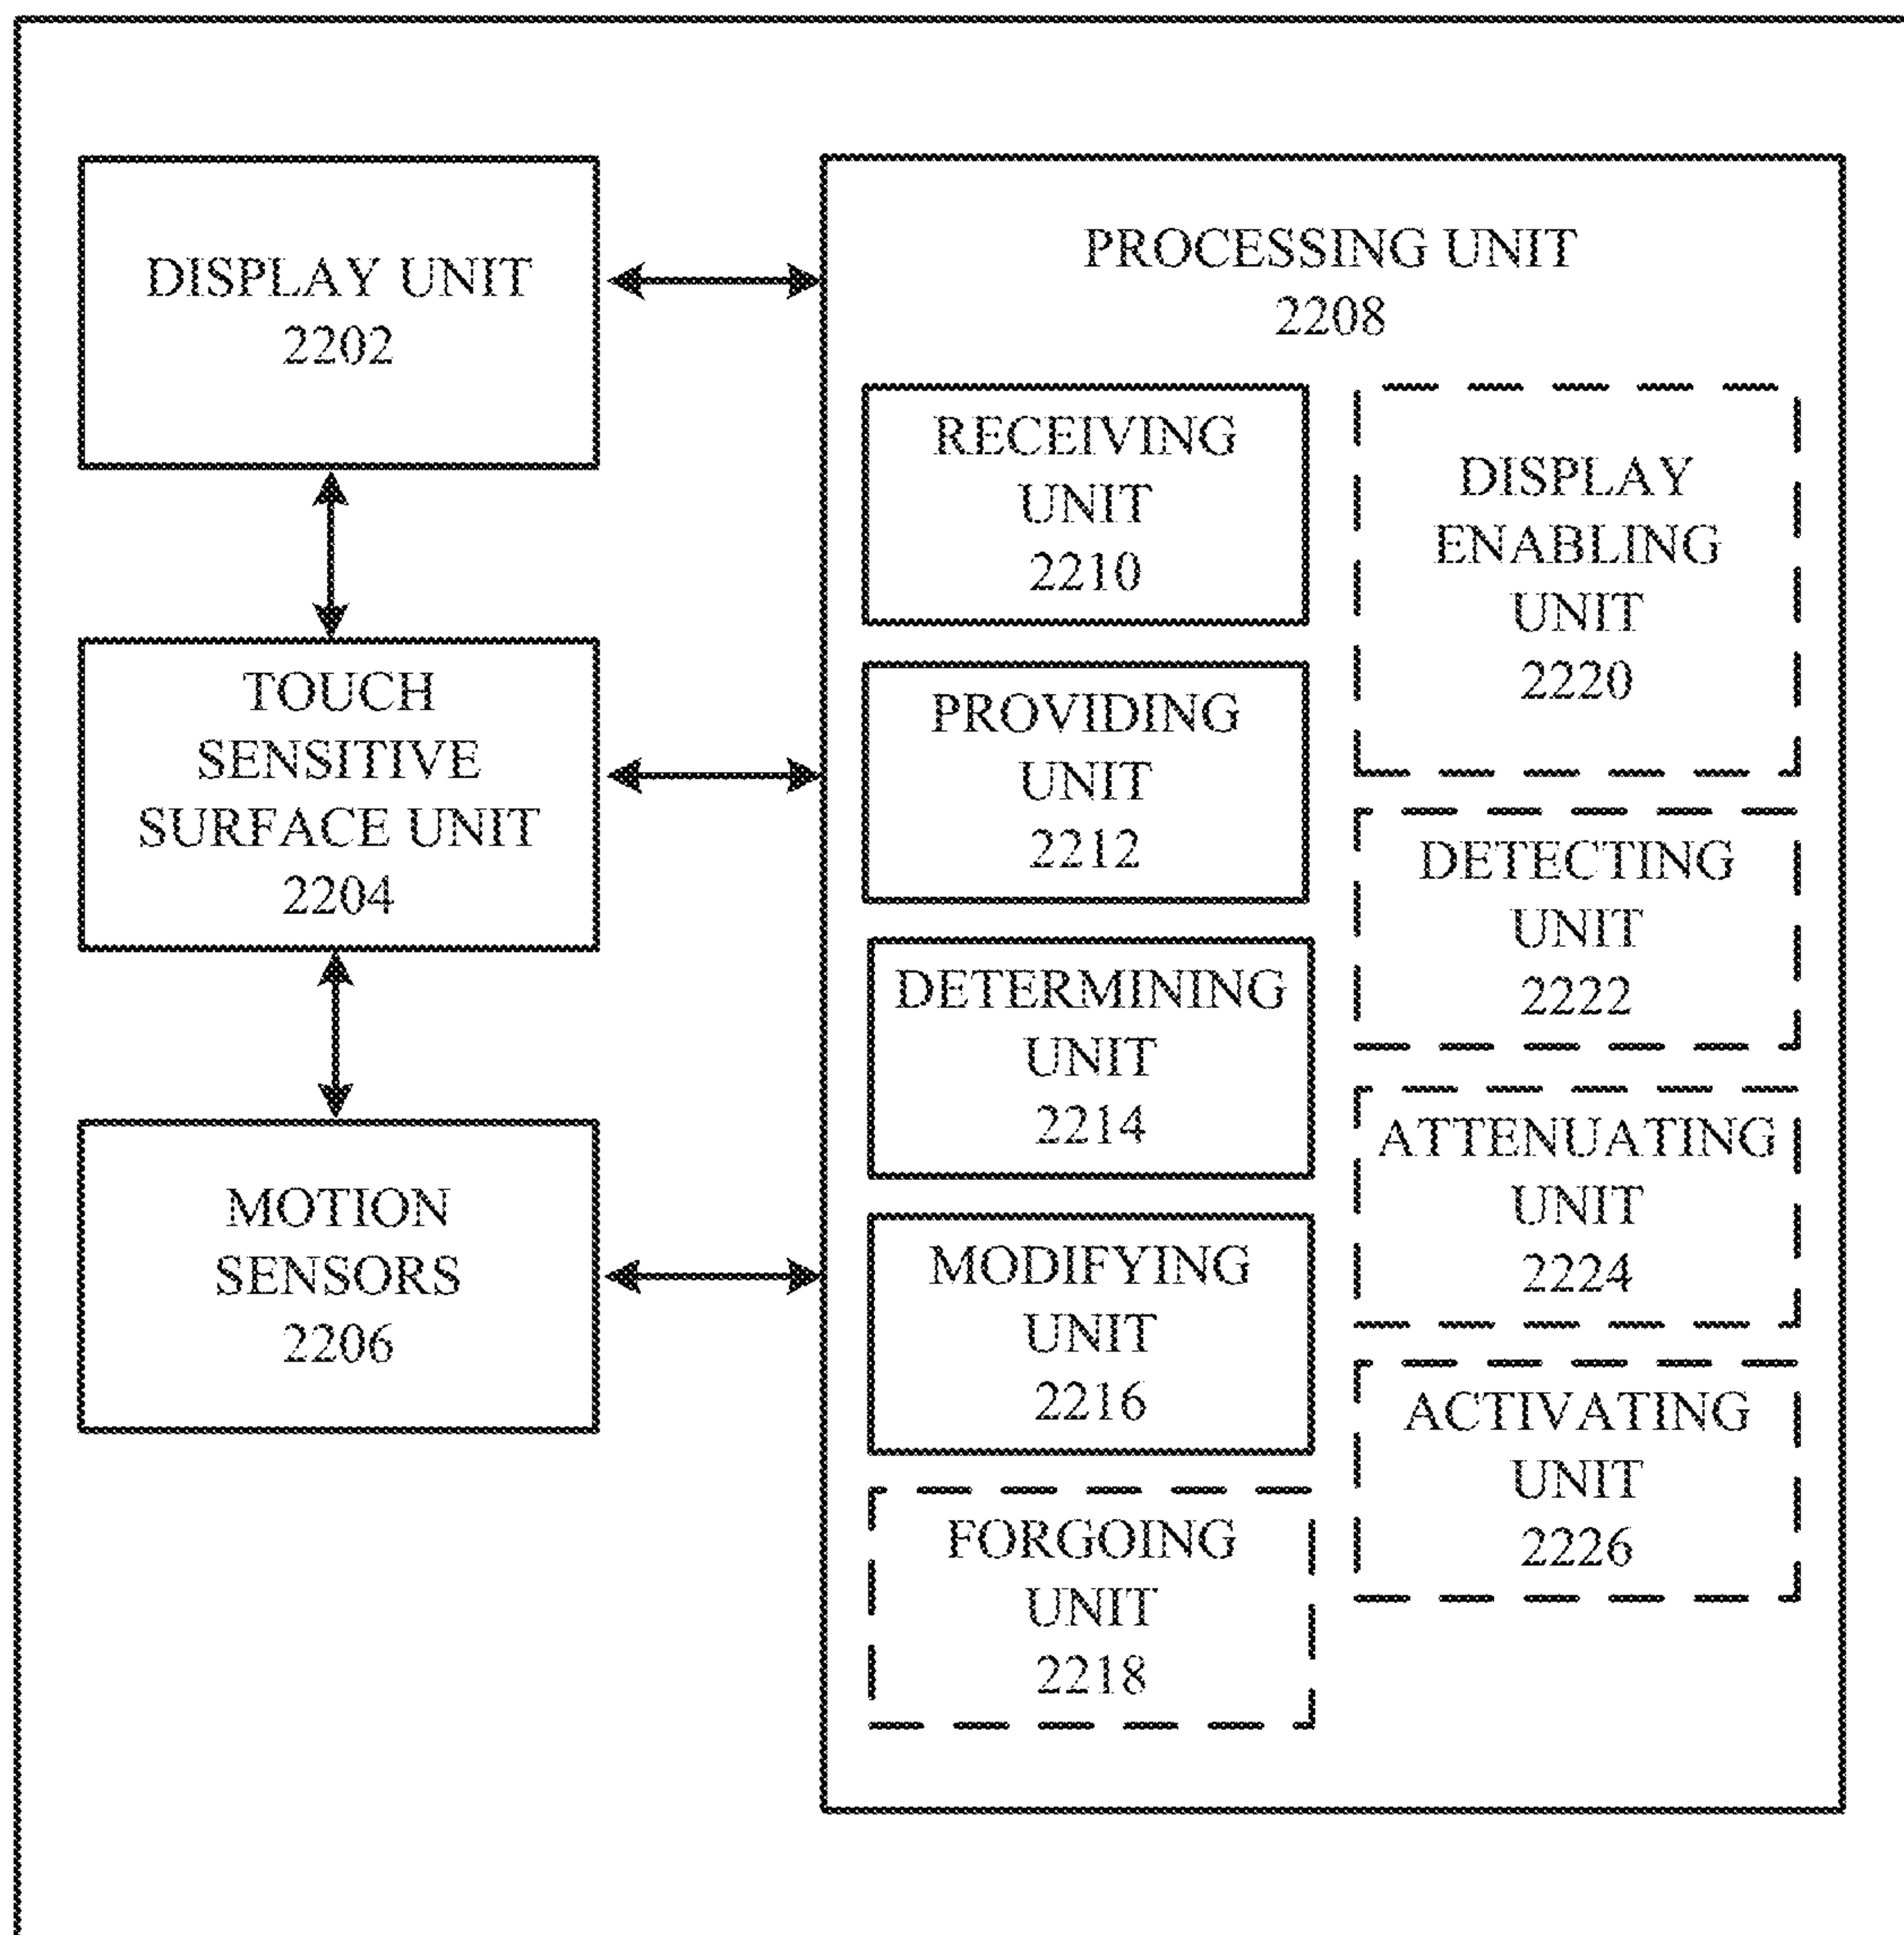 DISPLAY UNIT
2202
TOUCH
SENSITIVE
SURFACE UNIT
2204
MOTION
SENSORS
2206
PROCESSING UNIT
2208
RECEIVING
UNIT
2210
PROVIDING
UNIT
2212
DETERMINING
UNIT
2214
MODIFYING
UNIT
2216
FORGOING
UNIT
2218
DISPLAY
ENABLING
UNIT
2220
DETECTING
UNIT
2222
ATTENUATING
UNIT
2224
ACTIVATING
UNIT
2226